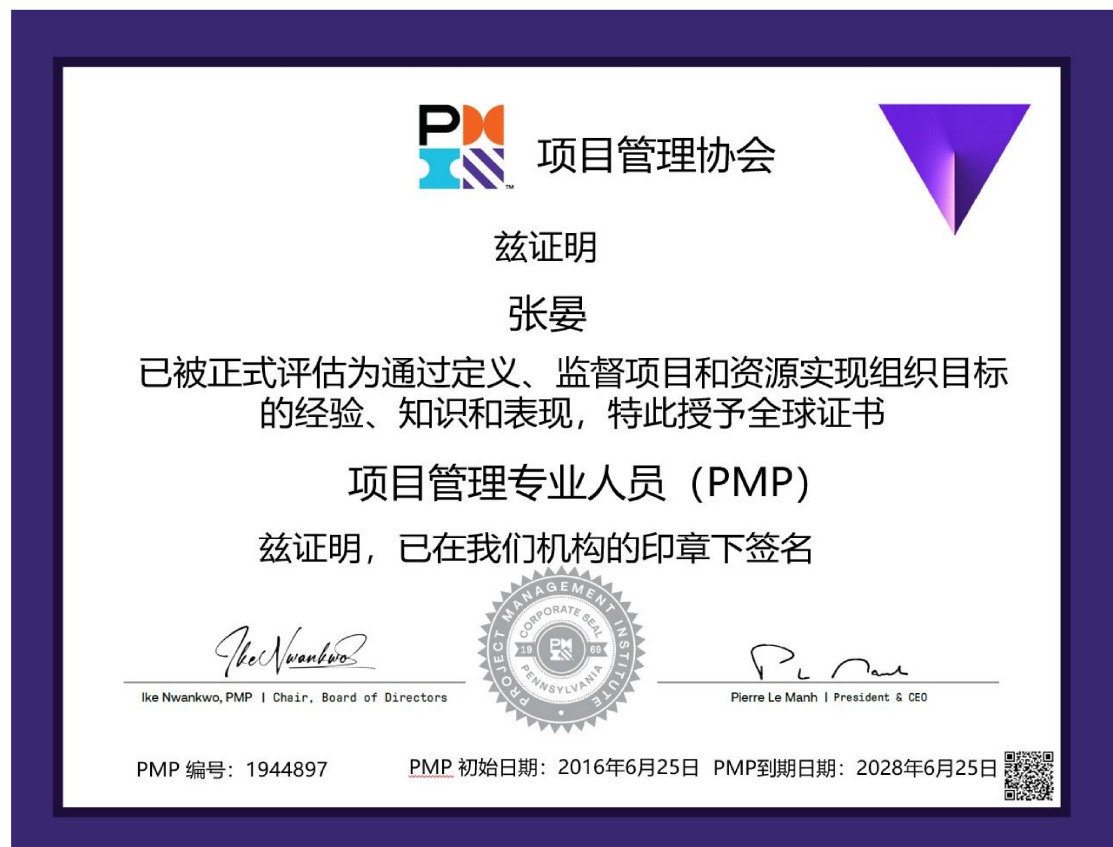 PMI™
项目管理协会
兹证明
张晏
已被正式评估为通过定义、监督项目和资源实现组织目标
的经验、知识和表现，特此授予全球证书
项目管理专业人员（PMP）
兹证明，已在我们机构的印章下签名
PROJECT MANAGEMENT INSTITUTE
CORPORATE SEAL
19 69
PENNSYLVANIA
Ike Nwankwo
Ike Nwankwo, PMP | Chair, Board of Directors
Pierre Le Manh | President & CEO
PMP 编号：1944897
PMP 初始日期：2016年6月25日
PMP到期日期：2028年6月25日